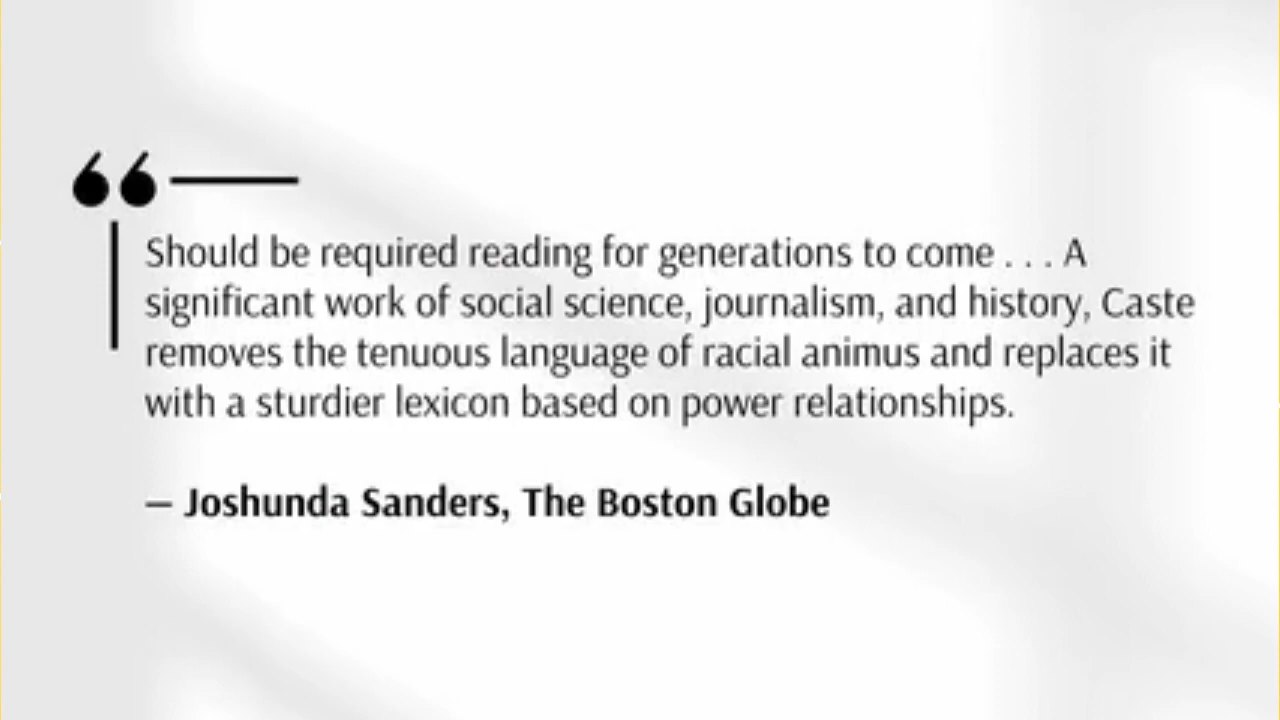 “
Should be required reading for generations to come . . . A
significant work of social science, journalism, and history, Caste
removes the tenuous language of racial animus and replaces it
with a sturdier lexicon based on power relationships.
– Joshunda Sanders, The Boston Globe